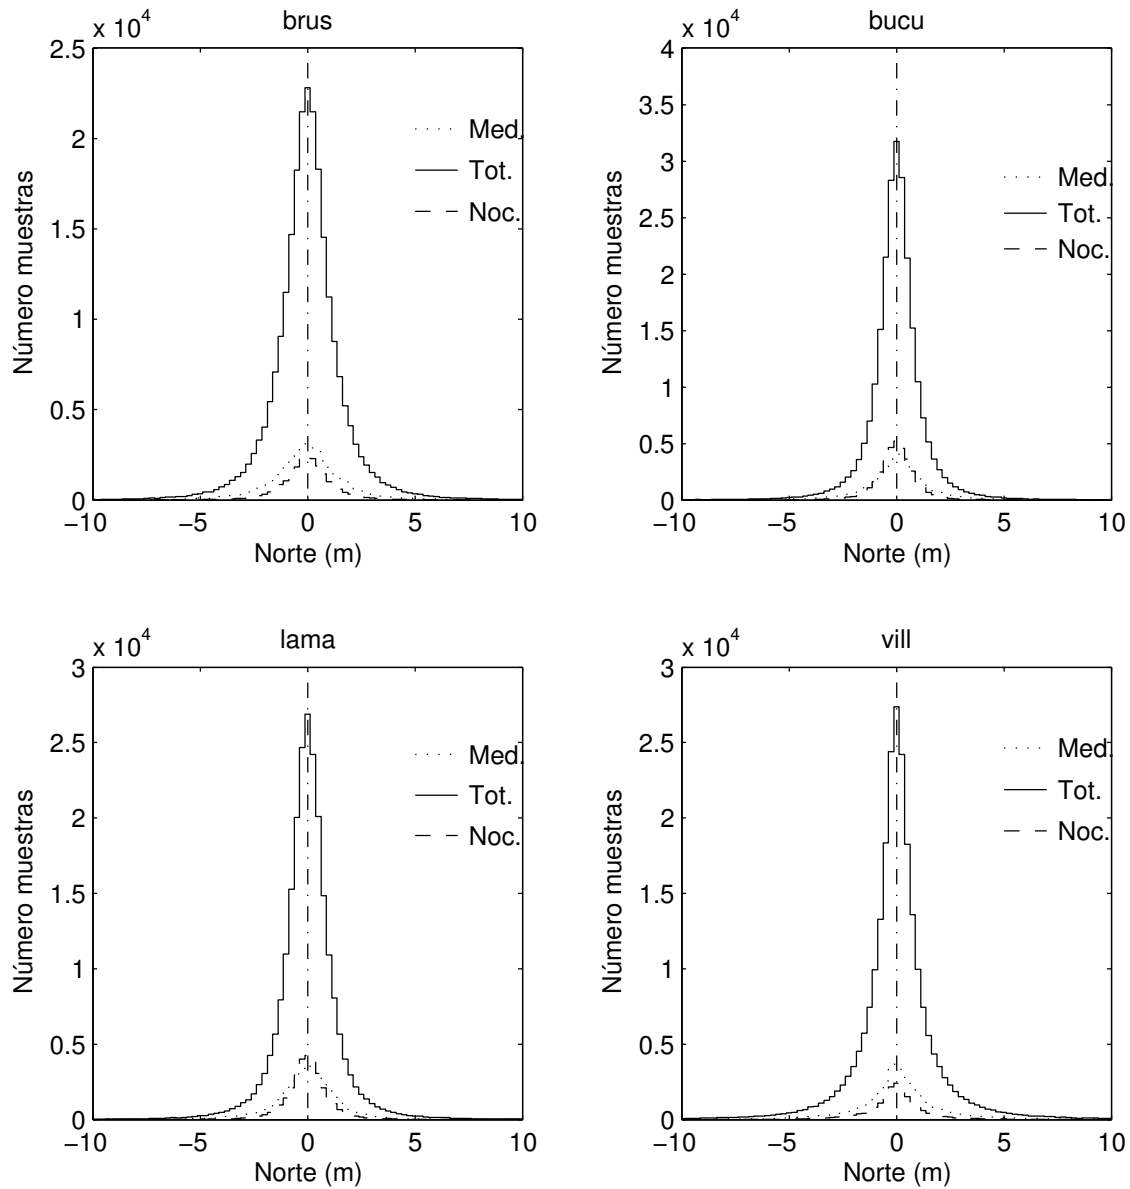 brus
x 10^4
2.5
2
1.5
1
0.5
0
−10 −5 0 5 10
Número muestras
Norte (m)
Med.
Tot.
Noc.
bucu
x 10^4
4
3.5
3
2.5
2
1.5
1
0.5
0
−10 −5 0 5 10
Número muestras
Norte (m)
Med.
Tot.
Noc.
lama
x 10^4
3
2.5
2
1.5
1
0.5
0
−10 −5 0 5 10
Número muestras
Norte (m)
Med.
Tot.
Noc.
vill
x 10^4
3
2.5
2
1.5
1
0.5
0
−10 −5 0 5 10
Número muestras
Norte (m)
Med.
Tot.
Noc.